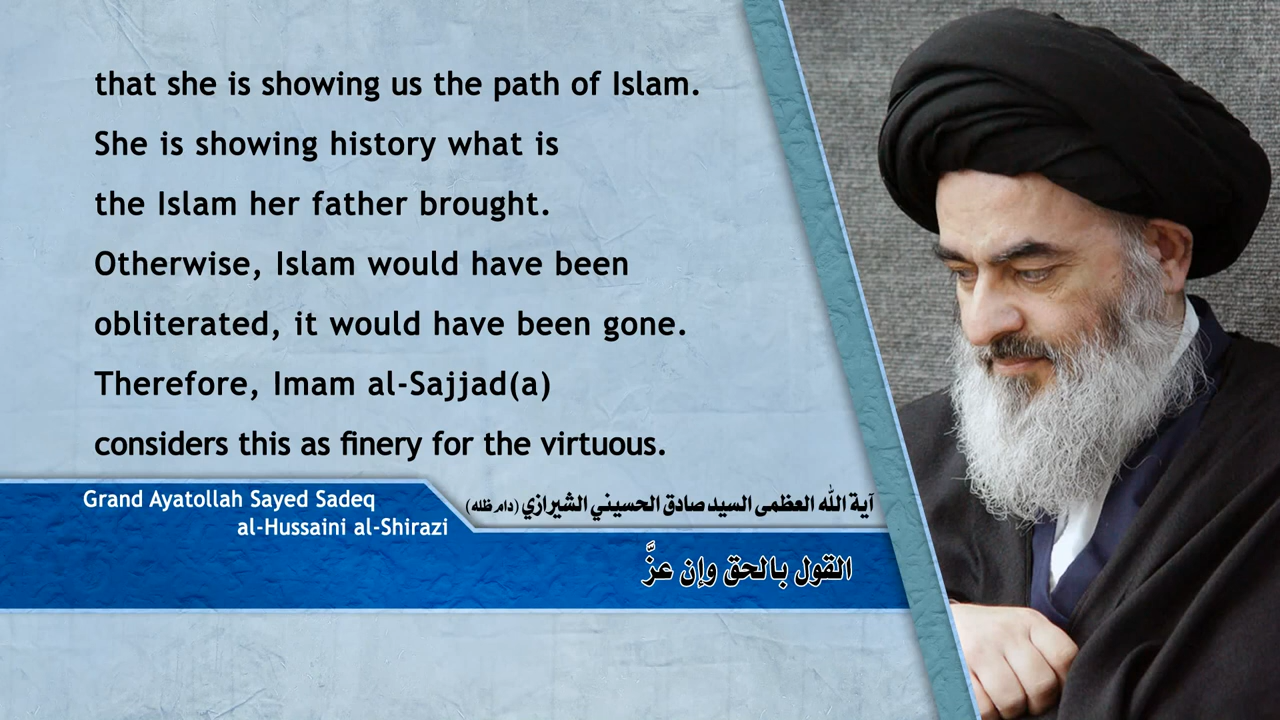 that she is showing us the path of Islam.
She is showing history what is
the Islam her father brought.
Otherwise, Islam would have been
obliterated, it would have been gone.
Therefore, Imam al-Sajjad(a)
considers this as finery for the virtuous.
Grand Ayatollah Sayed Sadeq
al-Hussaini al-Shirazi
آية الله العظمى السيد صادق الحسيني الشيرازي (دام ظله)
القول بالحق وإن عزَّ